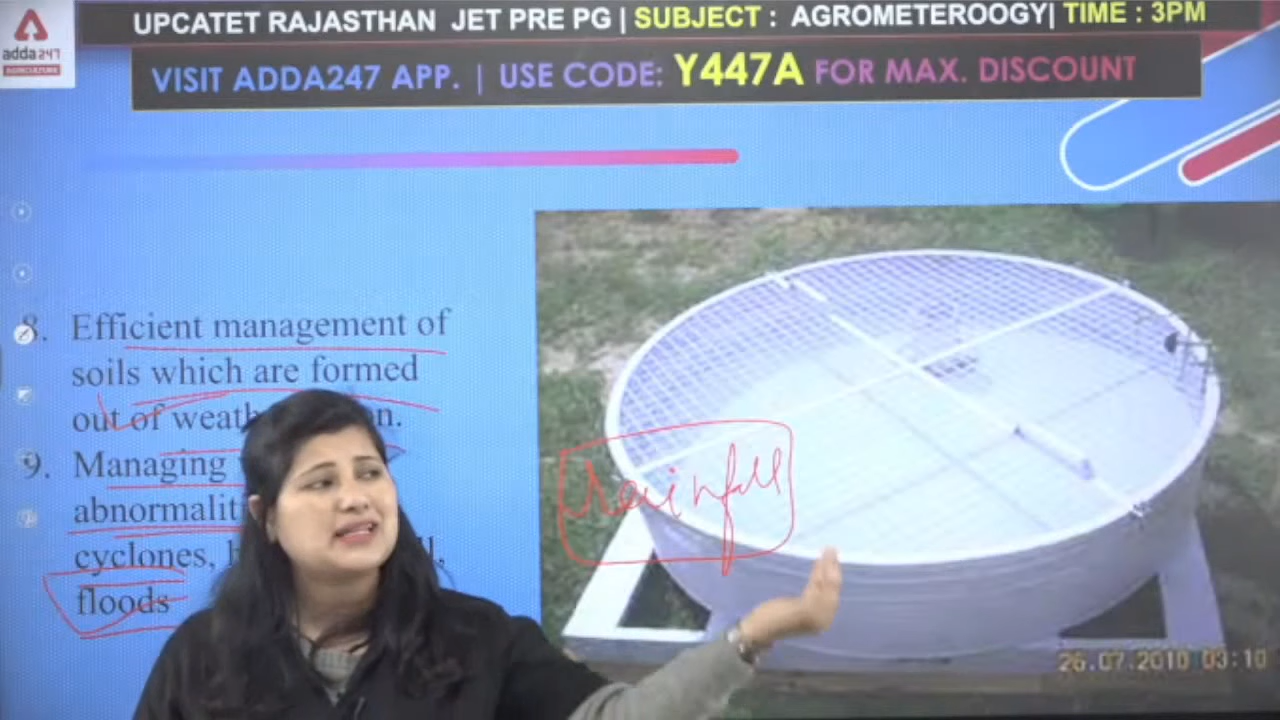 UPCATET RAJASTHAN JET PRE PG | SUBJECT : AGROMETEROOGY| TIME : 3PM
adda247
AGRICULTURE
VISIT ADDA247 APP. | USE CODE: Y447A FOR MAX. DISCOUNT
8. Efficient management of
soils which are formed
out of
9. Managing
cyclones,
floods
Rainfall
26.07.2010 03:10